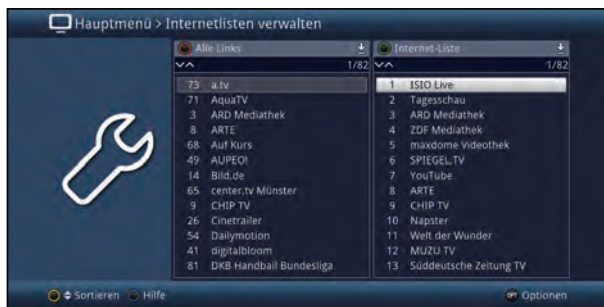 Hauptmenü > Internetlisten verwalten
Alle Links
1/82
73 a.tv
71 AquaTV
3 ARD Mediathek
8 ARTE
68 Auf Kurs
49 AUPEO!
14 Bild.de
65 center.tv Münster
9 CHIP TV
26 Cinetrailer
54 Dailymotion
41 digitalbloom
81 DKB Handball Bundesliga
Internet-Liste
1/82
1 ISIO Live
2 Tagesschau
3 ARD Mediathek
4 ZDF Mediathek
5 maxdome Videothek
6 SPIEGEL.TV
7 YouTube
8 ARTE
9 CHIP TV
10 Napster
11 Welt der Wunder
12 MUZU TV
13 Süddeutsche Zeitung TV
Sortieren Hilfe
OPT Optionen